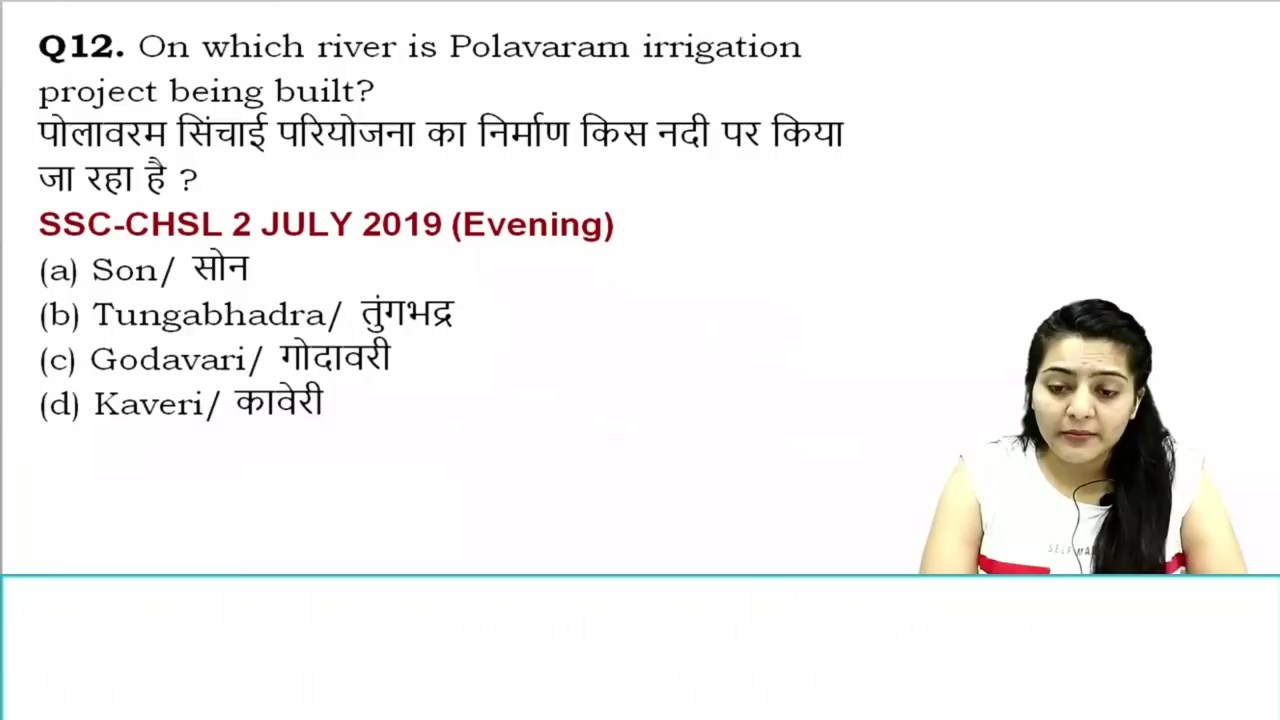 Q12. On which river is Polavaram irrigation
project being built?
पोलावरम सिंचाई परियोजना का निर्माण किस नदी पर किया
जा रहा है ?
SSC-CHSL 2 JULY 2019 (Evening)
(a) Son/ सोन
(b) Tungabhadra/ तुंगभद्र
(c) Godavari/ गोदावरी
(d) Kaveri/ कावेरी